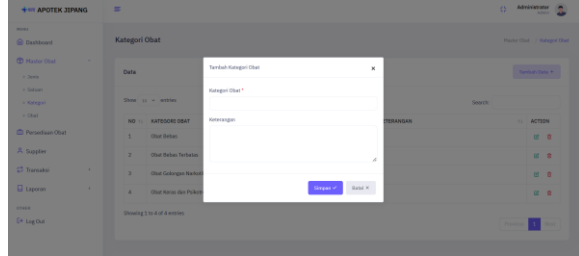 APOTEK JIPANG
Administrator
MENU
Dashboard
Kategori Obat
Master Obat > Kategori Obat
Master Obat
Jenis
Satuan
Kategori
Obat
Persediaan Obat
Supplier
Transaksi
Laporan
Log Out
Data
Tambah Data +
Show 10 entries
Search:
NO KATEGORI OBAT KETERANGAN ACTION
1 Obat Bebas
2 Obat Bebas Terbatas
3 Obat Golongan Narkot
4 Obat Keras dan Psikotr
Showing 1 to 4 of 4 entries
Previous 1 Next
Tambah Kategori Obat ×
Kategori Obat *
Keterangan
Simpan ✓ Batal ×